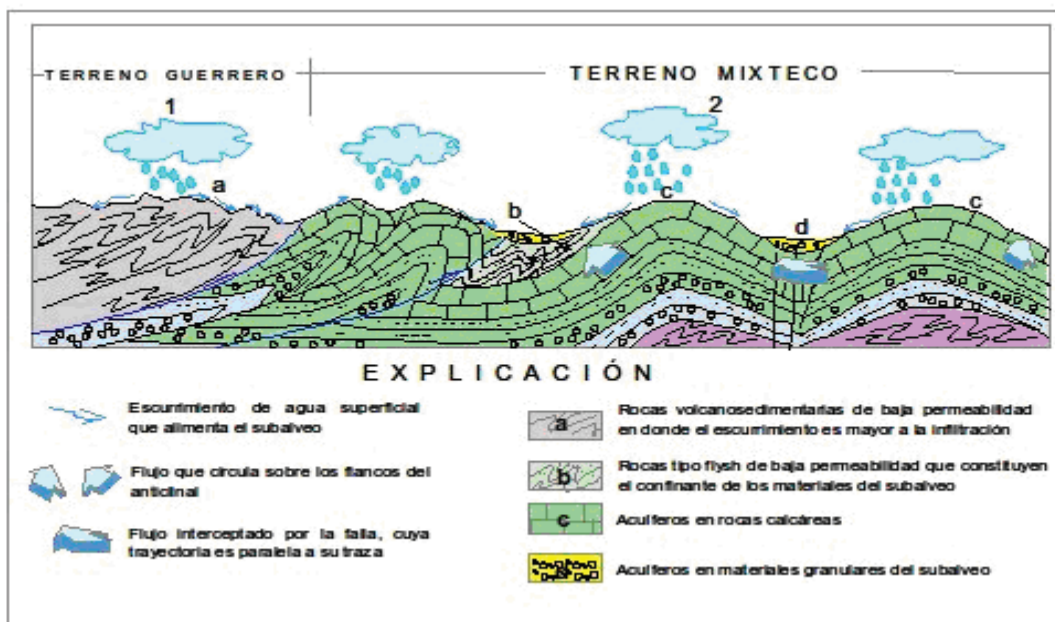 TERRENO GUERRERO
TERRENO MIXTECO
1
2
a
b
c
d
c
EXPLICACIÓN
Escurrimiento de agua superficial
que alimenta el subalveo
Flujo que circula sobre los flancos del
anticlinal
Flujo interceptado por la falla, cuya
trayectoria es paralela a su traza
a
Rocas volcanosedimentarias de baja permeabilidad
en donde el escurrimiento es mayor a la infiltración
b
Rocas tipo flysh de baja permeabilidad que constituyen
el confinante de los materiales del subalveo
c
Acuíferos en rocas calcáreas
Acuíferos en materiales granulares del subalveo